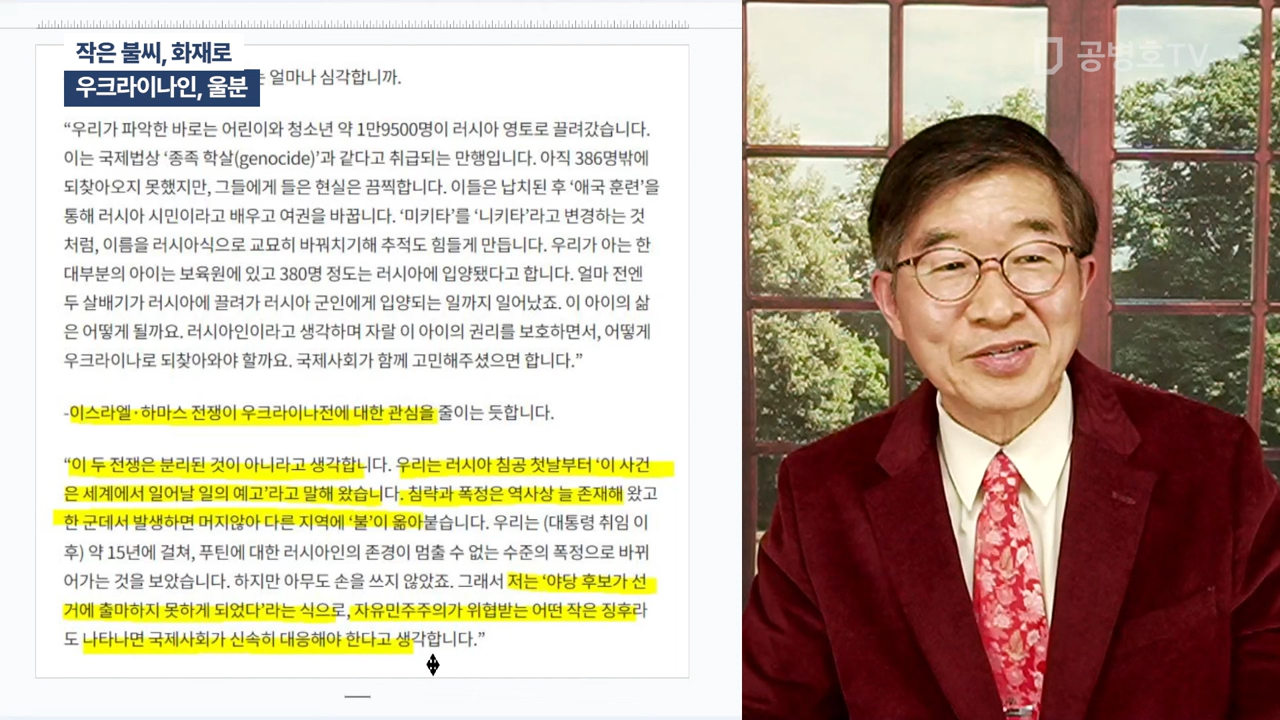 작은 불씨, 화재로
우크라이나인, 울분
공병호TV
는 얼마나 심각합니까.
“우리가 파악한 바로는 어린이와 청소년 약 1만9500명이 러시아 영토로 끌려갔습니다.
이는 국제법상 ‘종족 학살(genocide)’과 같다고 취급되는 만행입니다. 아직 386명밖에
되찾아오지 못했지만, 그들에게 들은 현실은 끔찍합니다. 이들은 납치된 후 ‘애국 훈련’을
통해 러시아 시민이라고 배우고 여권을 바꿉니다. ‘미키타’를 ‘니키타’라고 변경하는 것
처럼, 이름을 러시아식으로 교묘히 바꿔치기해 추적도 힘들게 만듭니다. 우리가 아는 한
대부분의 아이는 보육원에 있고 380명 정도는 러시아에 입양됐다고 합니다. 얼마 전엔
두 살배기가 러시아에 끌려가 러시아 군인에게 입양되는 일까지 일어났죠. 이 아이의 삶
은 어떻게 될까요. 러시아인이라고 생각하며 자랄 이 아이의 권리를 보호하면서, 어떻게
우크라이나로 되찾아와야 할까요. 국제사회가 함께 고민해주셨으면 합니다.”
-이스라엘·하마스 전쟁이 우크라이나전에 대한 관심을 줄이는 듯합니다.
“이 두 전쟁은 분리된 것이 아니라고 생각합니다. 우리는 러시아 침공 첫날부터 ‘이 사건
은 세계에서 일어날 일의 예고’라고 말해 왔습니다. 침략과 폭정은 역사상 늘 존재해 왔고
한 군데서 발생하면 머지않아 다른 지역에 ‘불’이 옮아붙습니다. 우리는 (대통령 취임 이
후) 약 15년에 걸쳐, 푸틴에 대한 러시아인의 존경이 멈출 수 없는 수준의 폭정으로 바뀌
어가는 것을 보았습니다. 하지만 아무도 손을 쓰지 않았죠. 그래서 저는 ‘야당 후보가 선
거에 출마하지 못하게 되었다’라는 식으로, 자유민주주의가 위협받는 어떤 작은 징후라
도 나타나면 국제사회가 신속히 대응해야 한다고 생각합니다.”